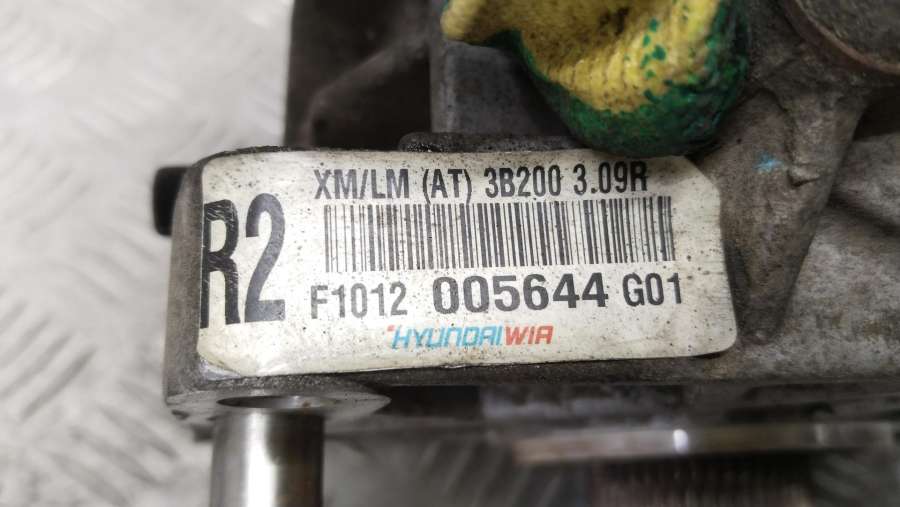 XM/LM (AT) 3B200 3.09R
R2
F1012 005644 G01
HYUNDAI WIA